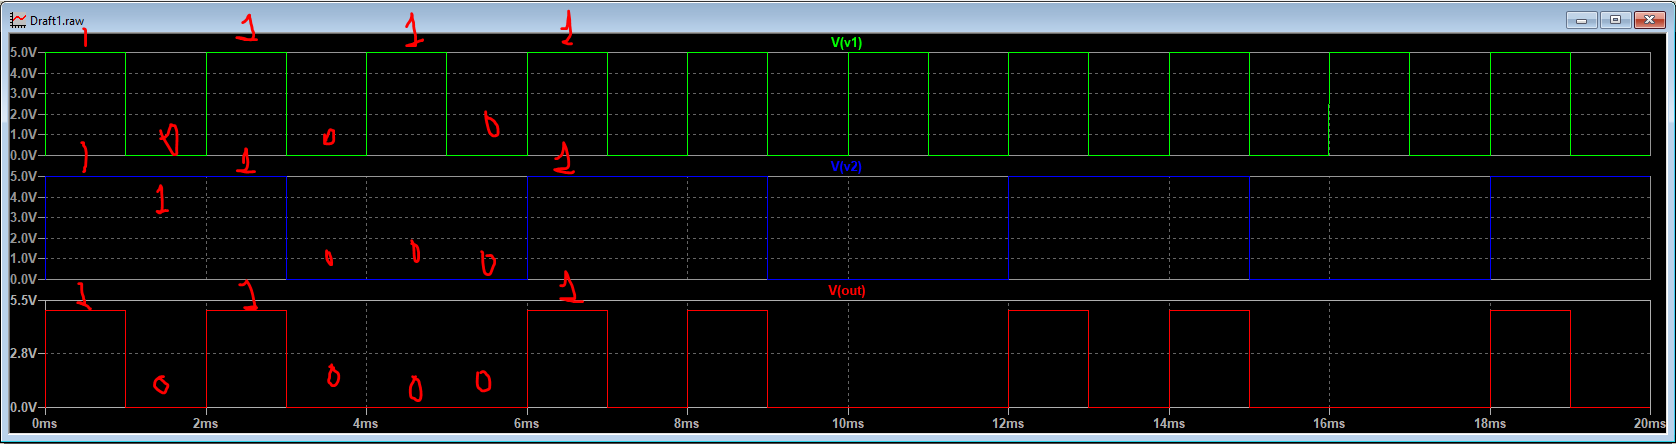 Draft1.raw
1 1 1 1
V(v1)
5.0V
4.0V
3.0V
2.0V
1.0V
0.0V
0 0 0
1 1 1
V(v2)
5.0V
4.0V
3.0V
2.0V
1.0V
0.0V
1 0 0 0
1 1 1
V(out)
5.5V
2.8V
0.0V
0 0 0 0
0ms 2ms 4ms 6ms 8ms 10ms 12ms 14ms 16ms 18ms 20ms